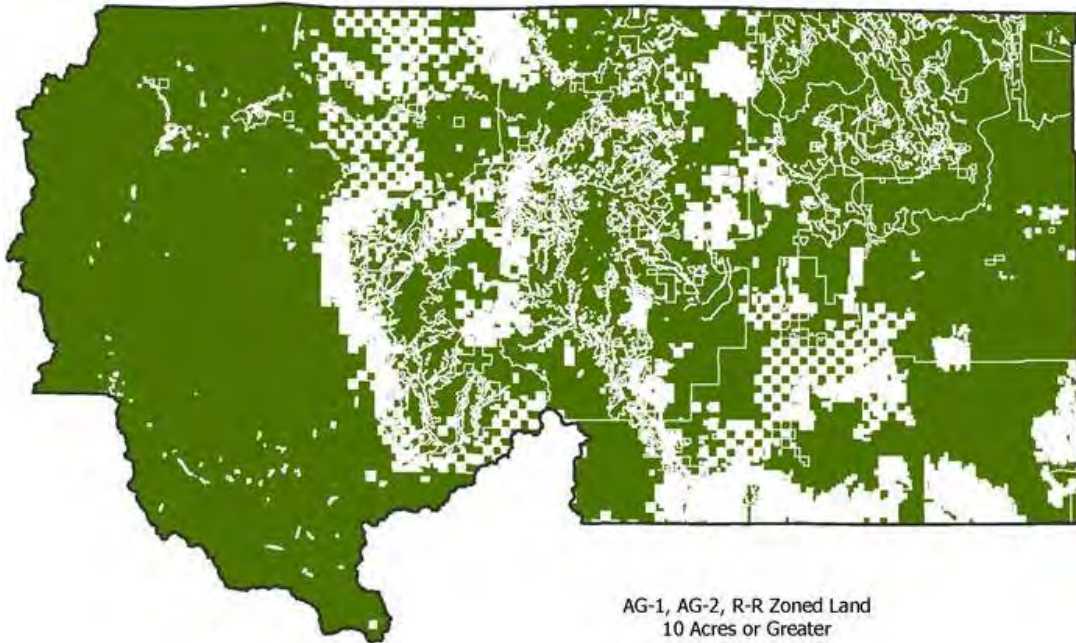 AG-1, AG-2, R-R Zoned Land
10 Acres or Greater